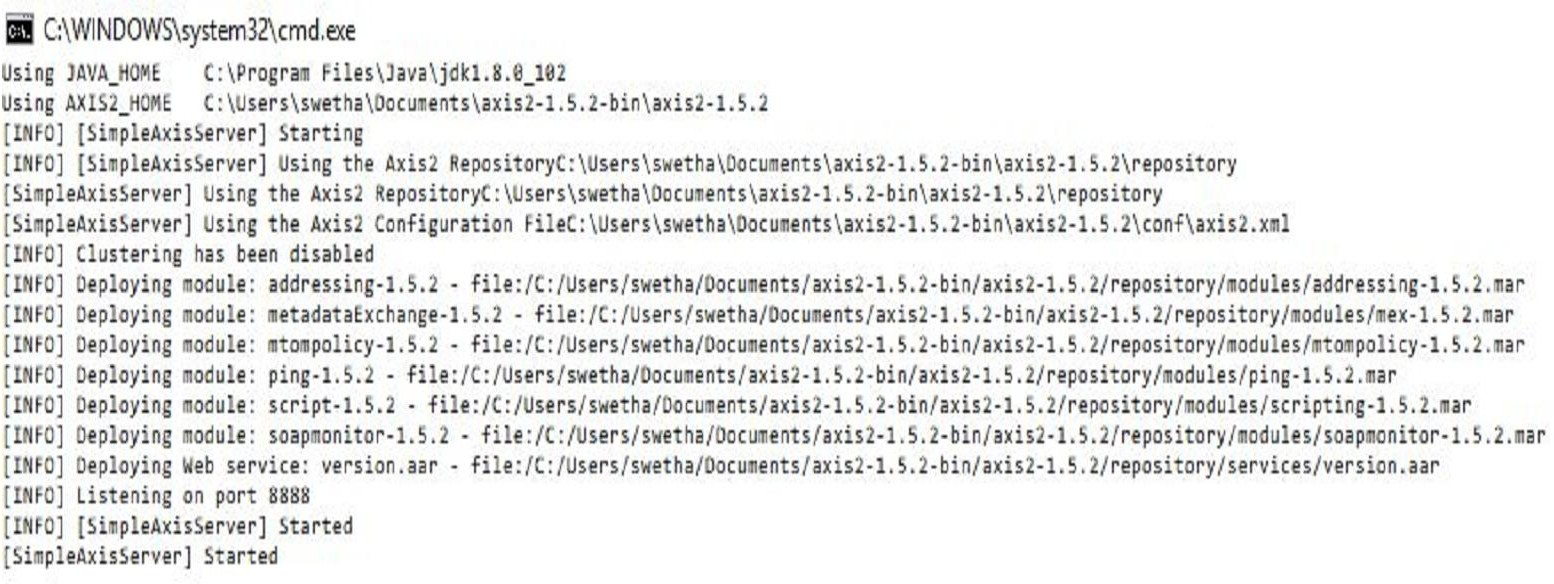 C:\WINDOWS\system32\cmd.exe
Using JAVA_HOME    C:\Program Files\Java\jdk1.8.0_102
Using AXIS2_HOME   C:\Users\swetha\Documents\axis2-1.5.2-bin\axis2-1.5.2
[INFO] [SimpleAxisServer] Starting
[INFO] [SimpleAxisServer] Using the Axis2 RepositoryC:\Users\swetha\Documents\axis2-1.5.2-bin\axis2-1.5.2\repository
[SimpleAxisServer] Using the Axis2 RepositoryC:\Users\swetha\Documents\axis2-1.5.2-bin\axis2-1.5.2\repository
[SimpleAxisServer] Using the Axis2 Configuration FileC:\Users\swetha\Documents\axis2-1.5.2-bin\axis2-1.5.2\conf\axis2.xml
[INFO] Clustering has been disabled
[INFO] Deploying module: addressing-1.5.2 - file:/C:/Users/swetha/Documents/axis2-1.5.2-bin/axis2-1.5.2/repository/modules/addressing-1.5.2.mar
[INFO] Deploying module: metadataExchange-1.5.2 - file:/C:/Users/swetha/Documents/axis2-1.5.2-bin/axis2-1.5.2/repository/modules/mex-1.5.2.mar
[INFO] Deploying module: mtompolicy-1.5.2 - file:/C:/Users/swetha/Documents/axis2-1.5.2-bin/axis2-1.5.2/repository/modules/mtompolicy-1.5.2.mar
[INFO] Deploying module: ping-1.5.2 - file:/C:/Users/swetha/Documents/axis2-1.5.2-bin/axis2-1.5.2/repository/modules/ping-1.5.2.mar
[INFO] Deploying module: script-1.5.2 - file:/C:/Users/swetha/Documents/axis2-1.5.2-bin/axis2-1.5.2/repository/modules/scripting-1.5.2.mar
[INFO] Deploying module: soapmonitor-1.5.2 - file:/C:/Users/swetha/Documents/axis2-1.5.2-bin/axis2-1.5.2/repository/modules/soapmonitor-1.5.2.mar
[INFO] Deploying Web service: version.aar - file:/C:/Users/swetha/Documents/axis2-1.5.2-bin/axis2-1.5.2/repository/services/version.aar
[INFO] Listening on port 8888
[INFO] [SimpleAxisServer] Started
[SimpleAxisServer] Started